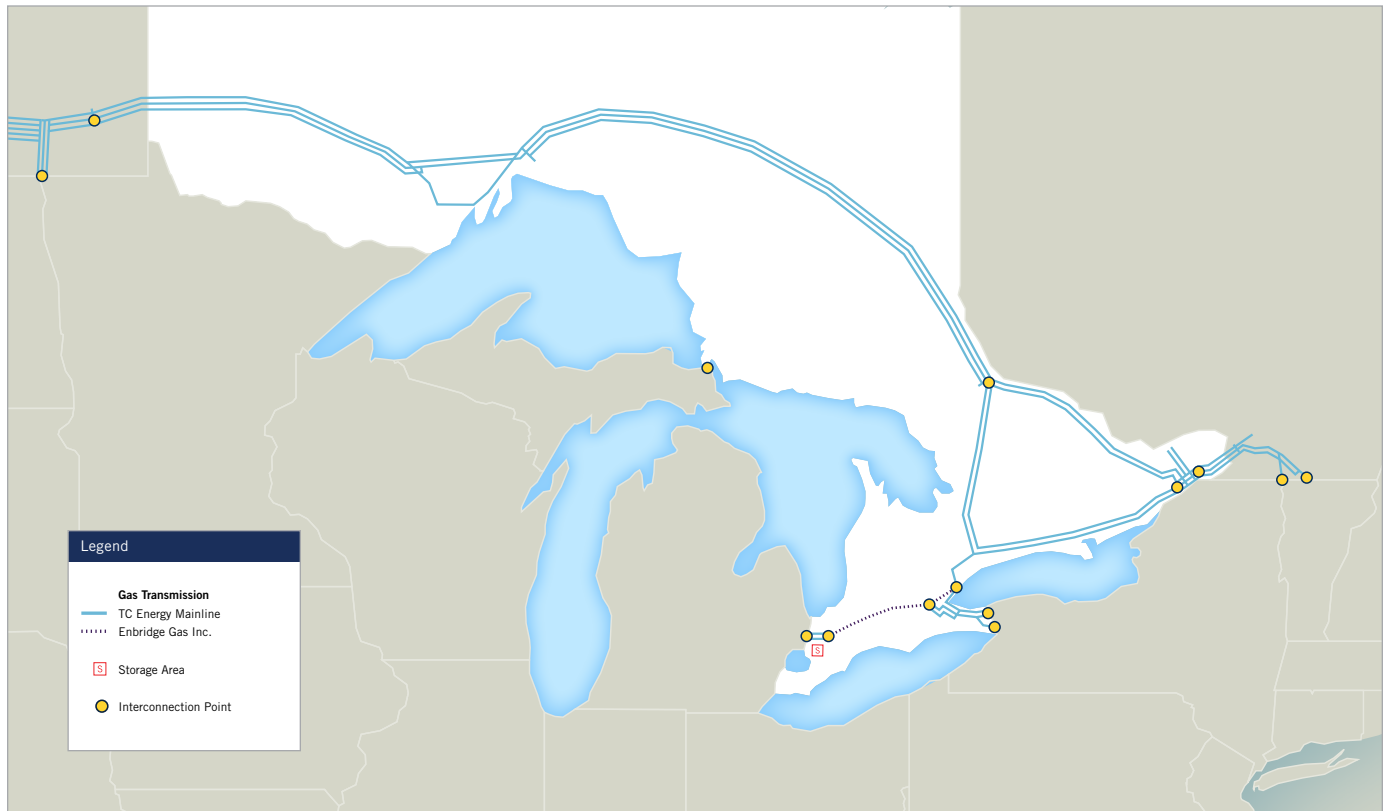 S
Legend
Gas Transmission
TC Energy Mainline
Enbridge Gas Inc.
S Storage Area
Interconnection Point